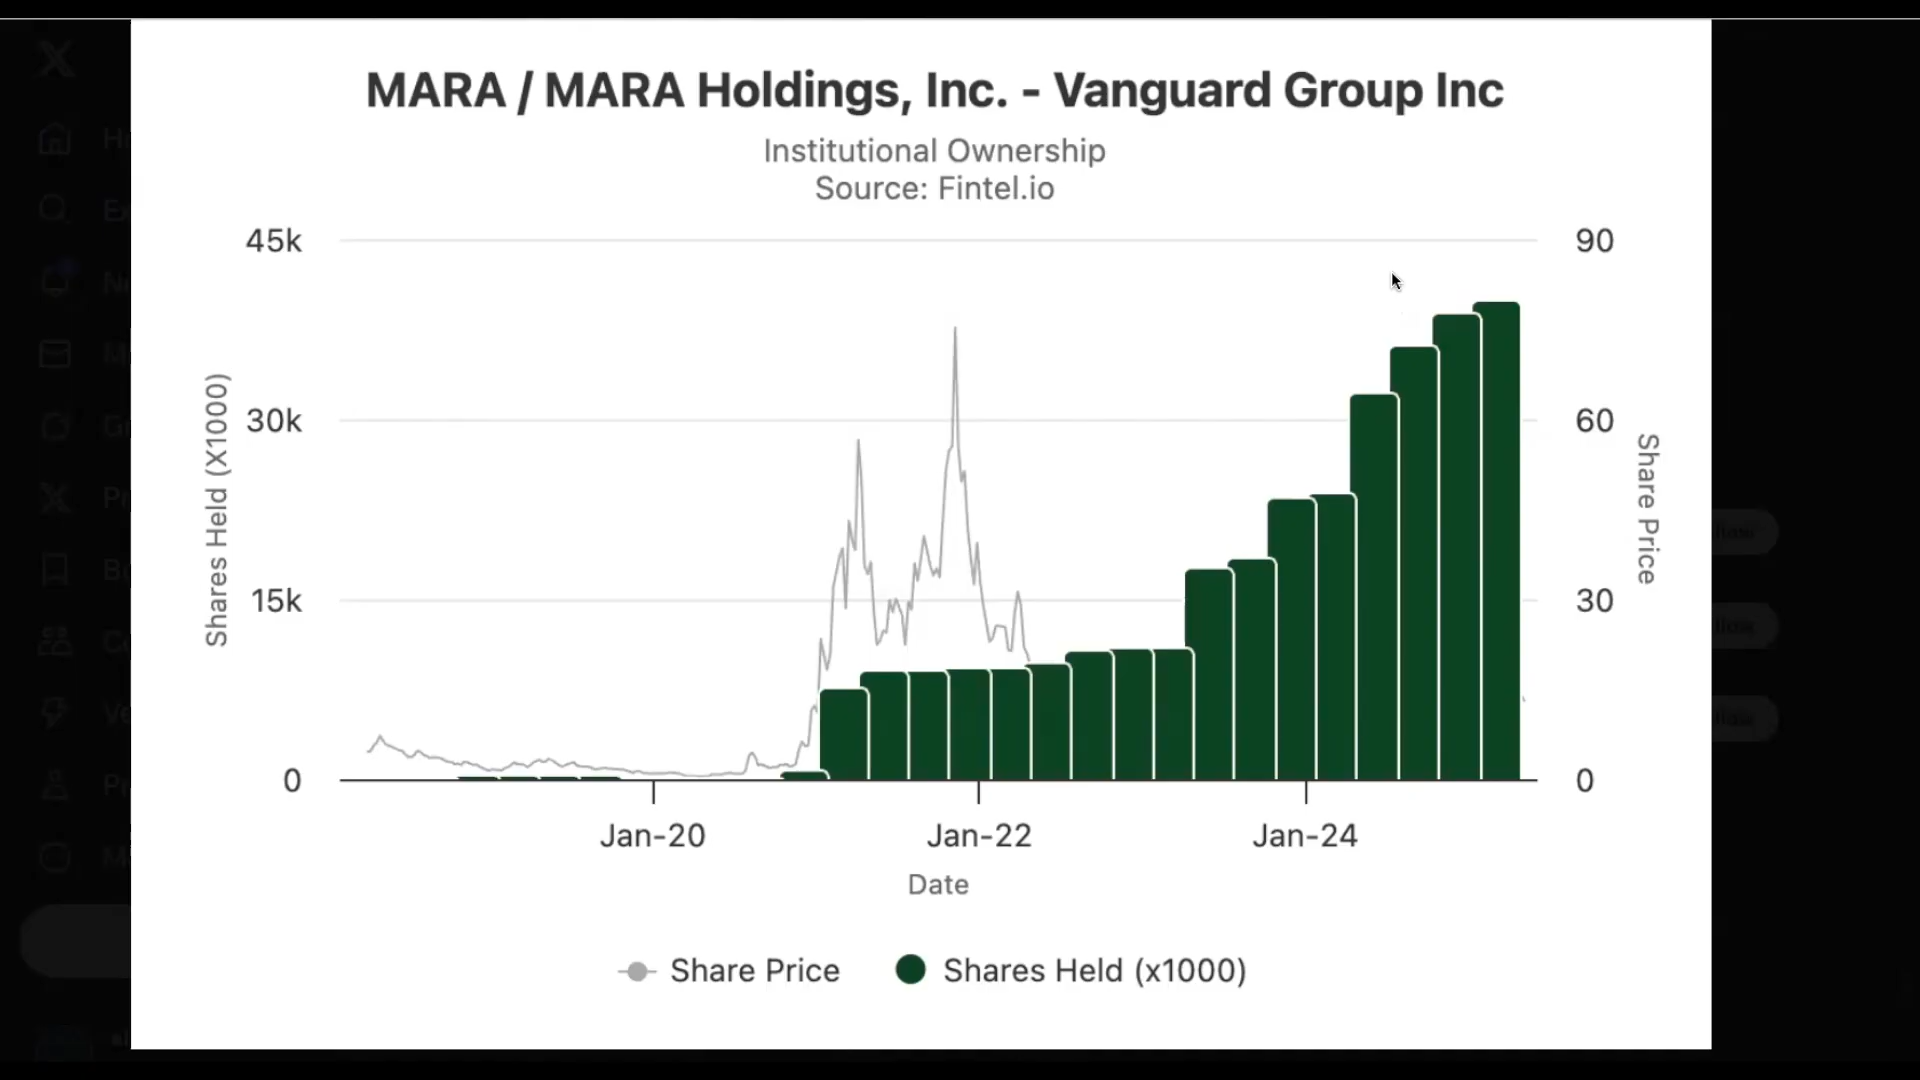 MARA / MARA Holdings, Inc. - Vanguard Group Inc
Institutional Ownership
Source: Fintel.io
45k
30k
15k
0
Shares Held (X1000)
90
60
30
0
Share Price
Jan-20
Jan-22
Jan-24
Date
Share Price
Shares Held (x1000)